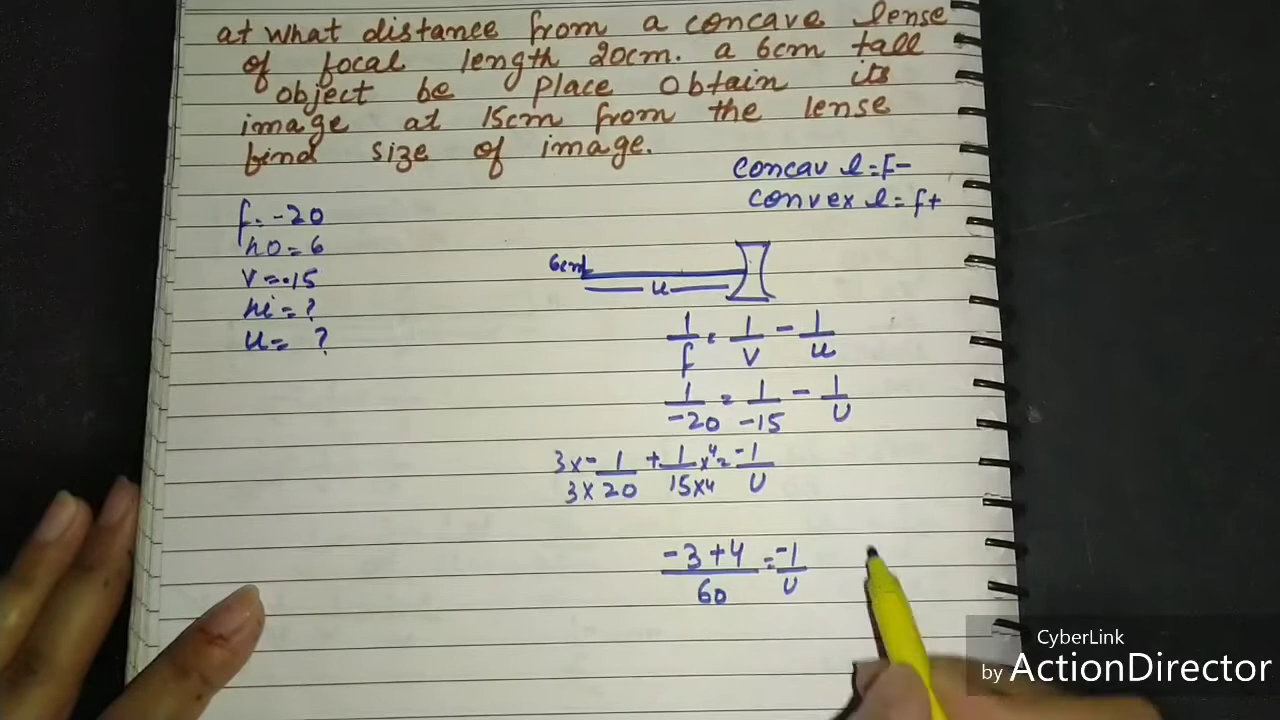 at what distance from a concave lense
of focal length 20cm. a 6cm tall
object be place obtain its
image at 15cm from the lense
find size of image.
concav l = F-
convex l = f+
f = -20
ho = 6
v = -15
hi = ?
u = ?
6cm
u
1/f = 1/v - 1/u
1/-20 = 1/-15 - 1/u
3x-1/3x20 + 1/15x4 x4 = -1/u
-3+4/60 = -1/u
CyberLink
by ActionDirector